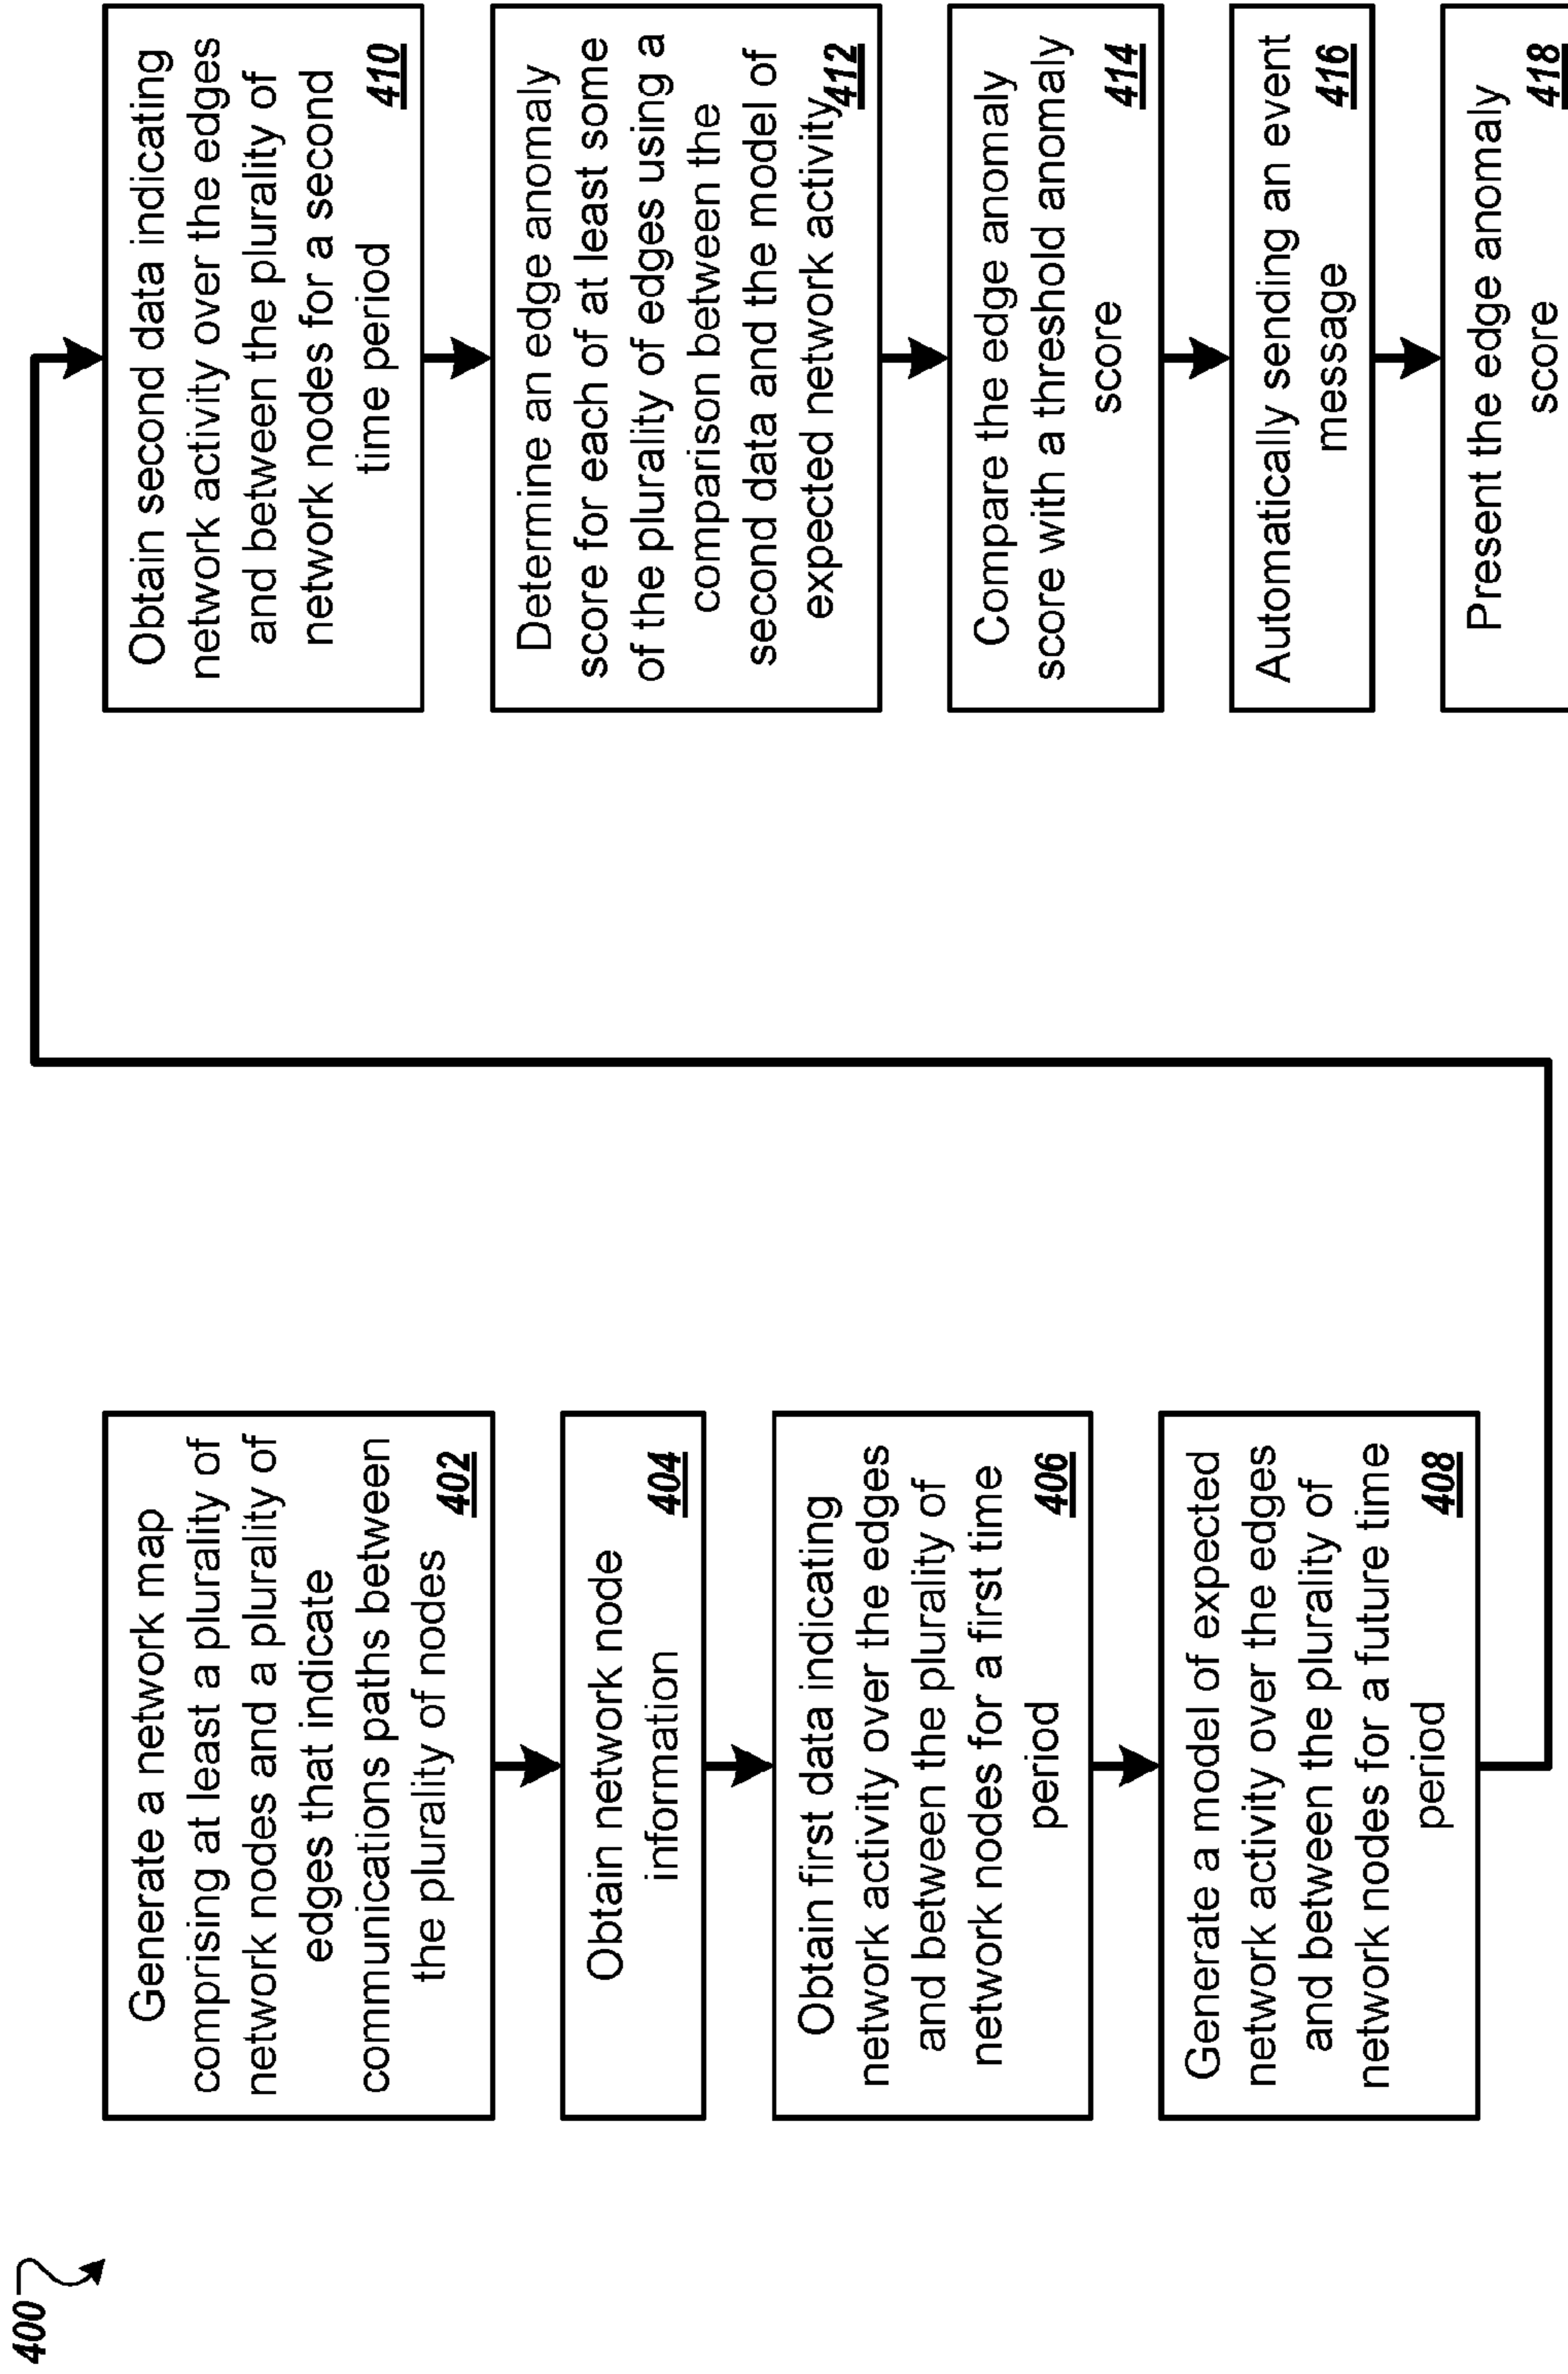 400
Generate a network map
comprising at least a plurality of
network nodes and a plurality of
edges that indicate
communications paths between
the plurality of nodes
402
Obtain network node
information
404
Obtain first data indicating
network activity over the edges
and between the plurality of
network nodes for a first time
period
406
Generate a model of expected
network activity over the edges
and between the plurality of
network nodes for a future time
period
408
Obtain second data indicating
network activity over the edges
and between the plurality of
network nodes for a second
time period
410
Determine an edge anomaly
score for each of at least some
of the plurality of edges using a
comparison between the
second data and the model of
expected network activity
412
Compare the edge anomaly
score with a threshold anomaly
score
414
Automatically sending an event
message
416
Present the edge anomaly
score
418